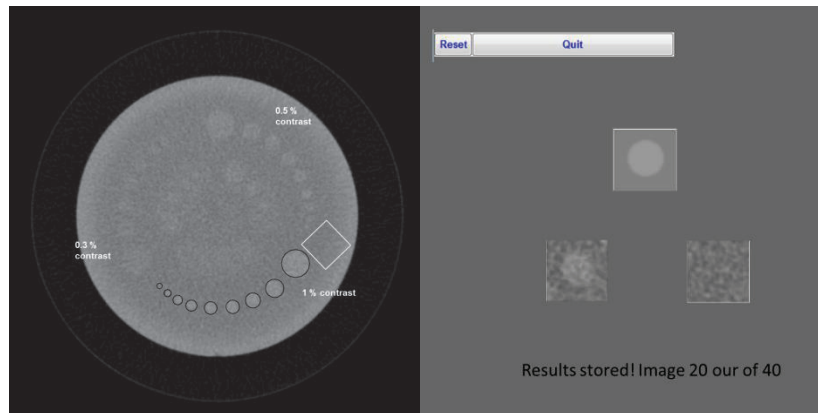 0.5 %
contrast
0.3 %
contrast
1 % contrast
Reset
Quit
Results stored! Image 20 our of 40